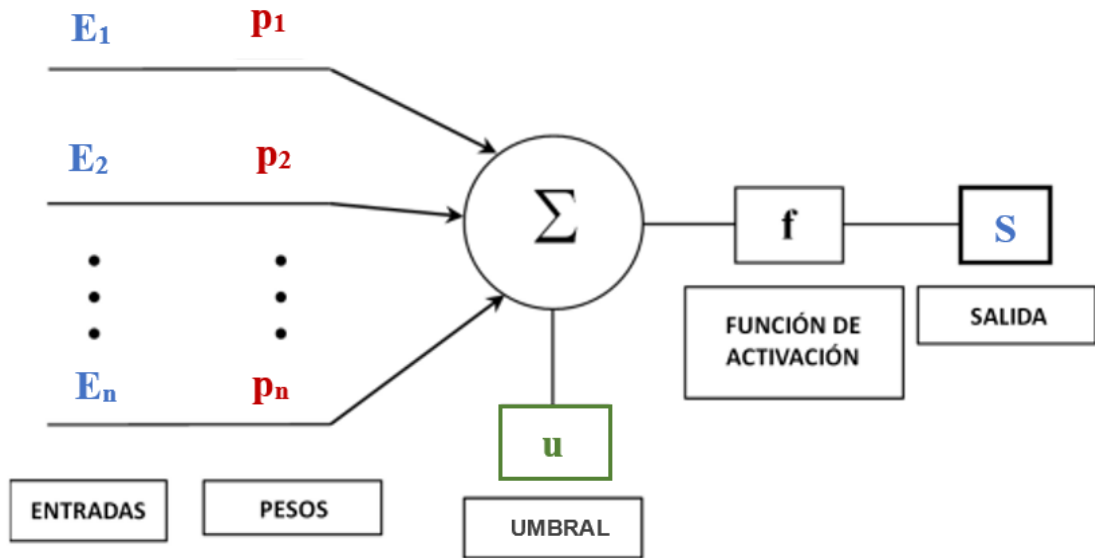 E₁ p₁
E₂ p₂
Σ
f
S
FUNCIÓN DE
ACTIVACIÓN
SALIDA
Eₙ pₙ
u
ENTRADAS
PESOS
UMBRAL